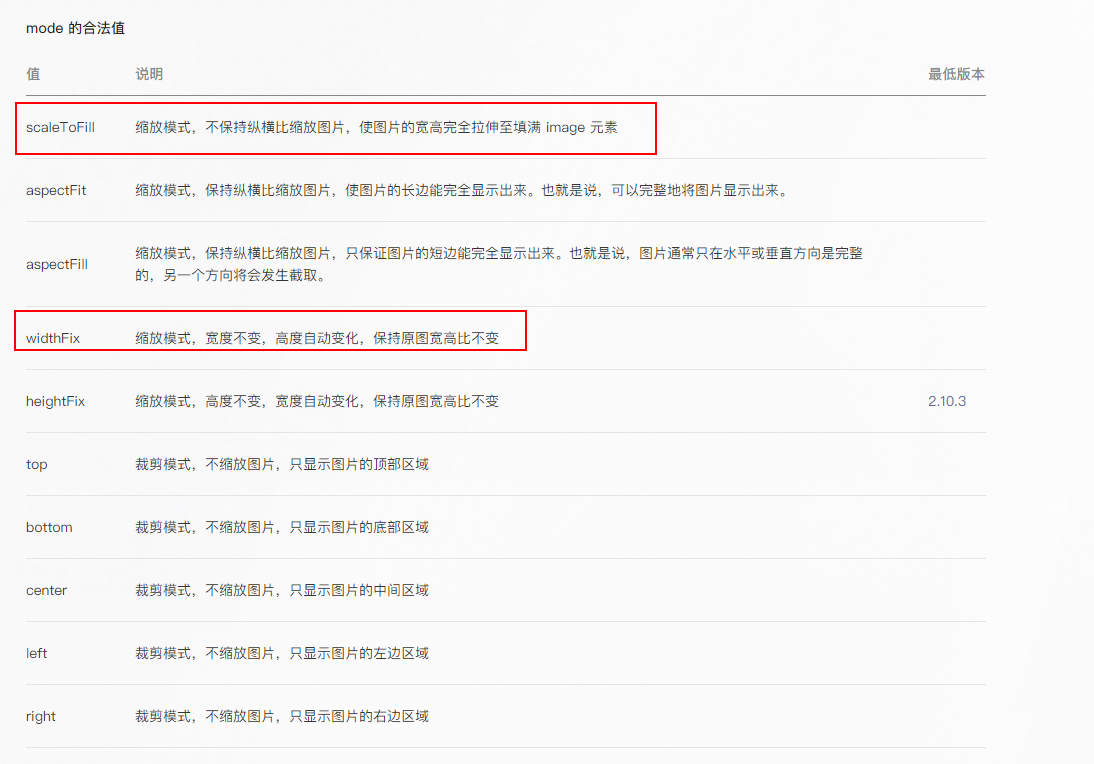 mode 的合法值
值 说明 最低版本
scaleToFill 缩放模式，不保持纵横比缩放图片，使图片的宽高完全拉伸至填满 image 元素
aspectFit 缩放模式，保持纵横比缩放图片，使图片的长边能完全显示出来。也就是说，可以完整地将图片显示出来。
aspectFill 缩放模式，保持纵横比缩放图片，只保证图片的短边能完全显示出来。也就是说，图片通常只在水平或垂直方向是完整
的，另一个方向将会发生截取。
widthFix 缩放模式，宽度不变，高度自动变化，保持原图宽高比不变
heightFix 缩放模式，高度不变，宽度自动变化，保持原图宽高比不变 2.10.3
top 裁剪模式，不缩放图片，只显示图片的顶部区域
bottom 裁剪模式，不缩放图片，只显示图片的底部区域
center 裁剪模式，不缩放图片，只显示图片的中间区域
left 裁剪模式，不缩放图片，只显示图片的左边区域
right 裁剪模式，不缩放图片，只显示图片的右边区域